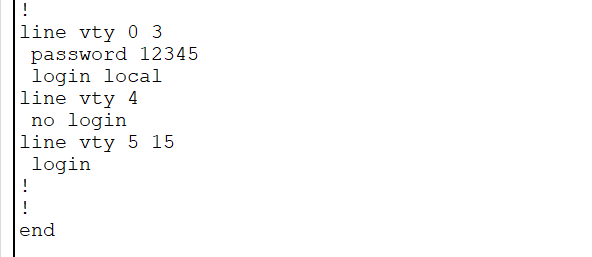 !
line vty 0 3
 password 12345
 login local
line vty 4
 no login
line vty 5 15
 login
!
!
end